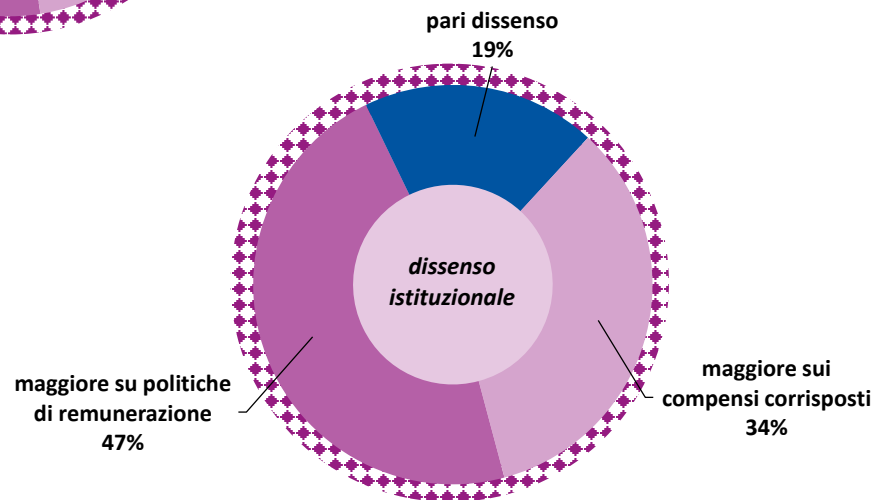 pari dissenso
19%
dissenso
istituzionale
maggiore su politiche
di remunerazione
47%
maggiore sui
compensi corrisposti
34%